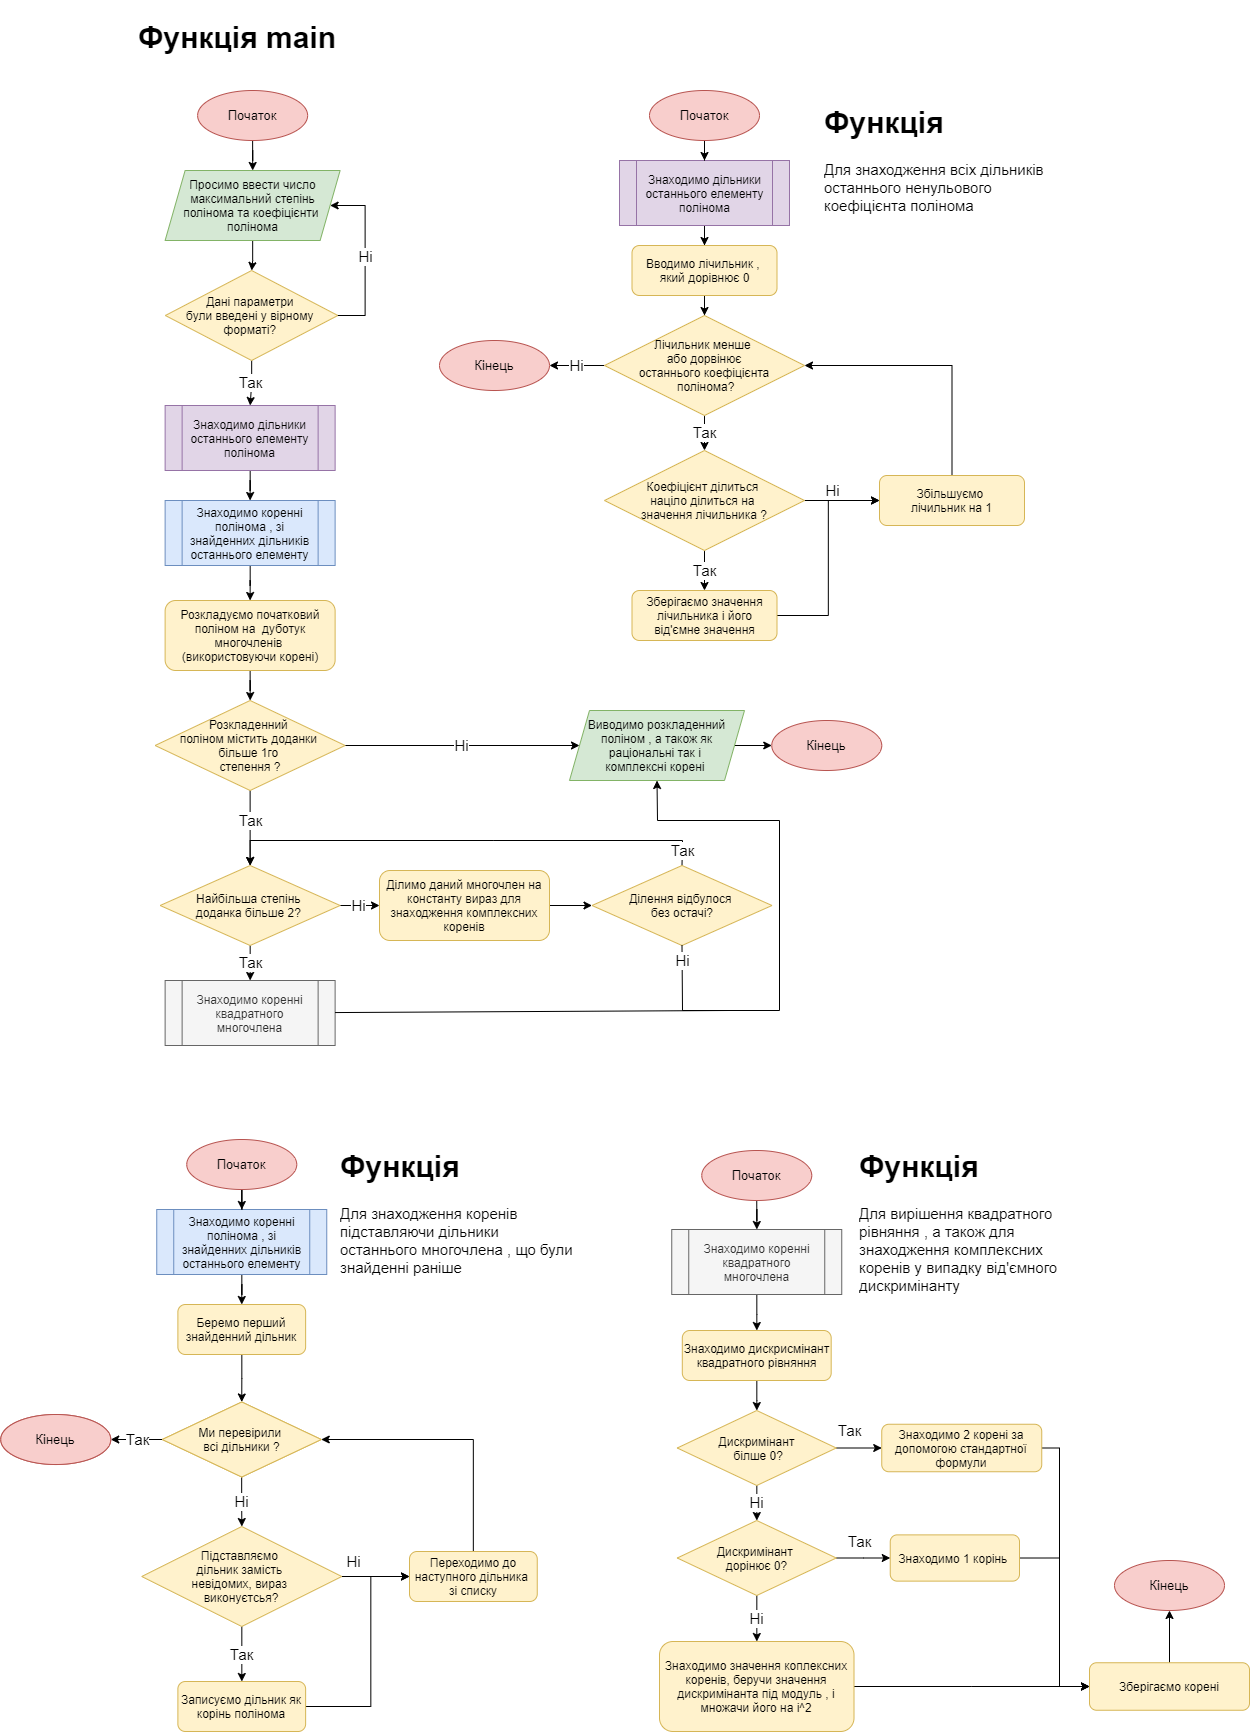 Функція main
Початок
Просимо ввести число
максимальний степінь
полінома та коефіцієнти
полінома
Ні
Дані параметри
були введені у вірному
форматі?
Так
Знаходимо дільники
останнього елементу
полінома
Знаходимо коренні
полінома , зі
знайденних дільників
останнього елементу
Розкладуємо початковий
поліном на  дуботук
многочленів
(використовуючи корені)
Розкладенний
поліном містить доданки
більше 1го
степення ?
Ні
Виводимо розкладенний
поліном , а також як
раціональні так і
комплексні корені
Кінець
Так
Найбільша степінь
доданка більше 2?
Ні
Ділимо даний многочлен на
константу вираз для
знаходження комплексних
коренів
Ділення відбулося
без остачі?
Так
Ні
Так
Знаходимо коренні
квадратного
многочлена
Початок
Функція
Для знаходження всіх дільників
останнього ненульового
коефіцієнта полінома
Знаходимо дільники
останнього елементу
полінома
Вводимо лічильник ,
який дорівнює 0
Лічильник менше
або дорвінює
останнього коефіцієнта
полінома?
Ні
Кінець
Так
Коефіцієнт ділиться
націло ділиться на
значення лічильника ?
Ні
Збільшуємо
лічильник на 1
Так
Зберігаємо значення
лічильника і його
від'ємне значення
Початок
Функція
Для знаходження коренів
підставляючи дільники
останнього многочлена , що були
знайденні раніше
Знаходимо коренні
полінома , зі
знайденних дільників
останнього елементу
Беремо перший
знайденний дільник
Ми перевірили
всі дільники ?
Так
Кінець
Ні
Підставляємо
дільник замість
невідомих, вираз
виконуєтсья?
Ні
Переходимо до
наступного дільника
зі списку
Так
Записуємо дільник як
корінь полінома
Початок
Функція
Для вирішення квадратного
рівняння , а також для
знаходження комплексних
коренів у випадку від'ємного
дискримінанту
Знаходимо коренні
квадратного
многочлена
Знаходимо дискрисмінант
квадратного рівняння
Дискримінант
білше 0?
Так
Знаходимо 2 корені за
допомогою стандартної
формули
Ні
Дискримінант
дорінює 0?
Так
Знаходимо 1 корінь
Ні
Знаходимо значення коплексних
коренів, беручи значення
дискримінанта під модуль , і
множачи його на i^2
Зберігаємо корені
Кінець